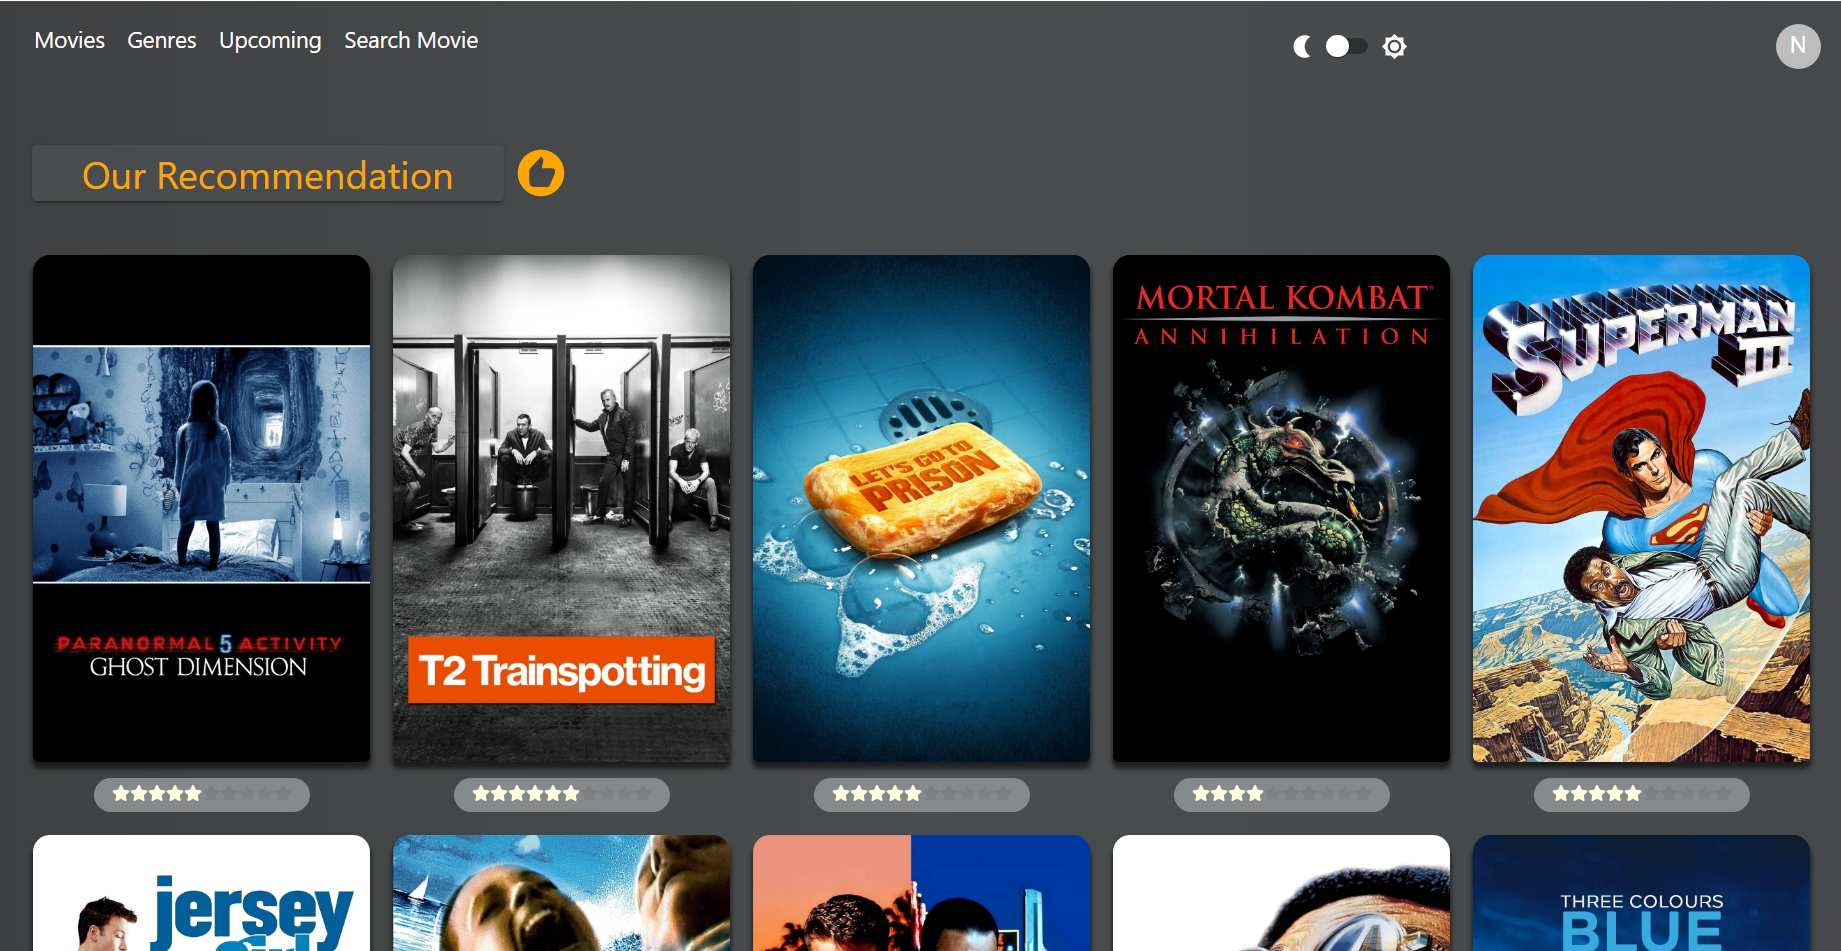 Movies Genres Upcoming Search Movie
N
Our Recommendation
PARANORMAL 5 ACTIVITY
GHOST DIMENSION
T2 Trainspotting
LET'S GO TO
PRISON
MORTAL KOMBAT
ANNIHILATION
SUPERMAN
III
jersey
Girl
THREE COLOURS
BLUE